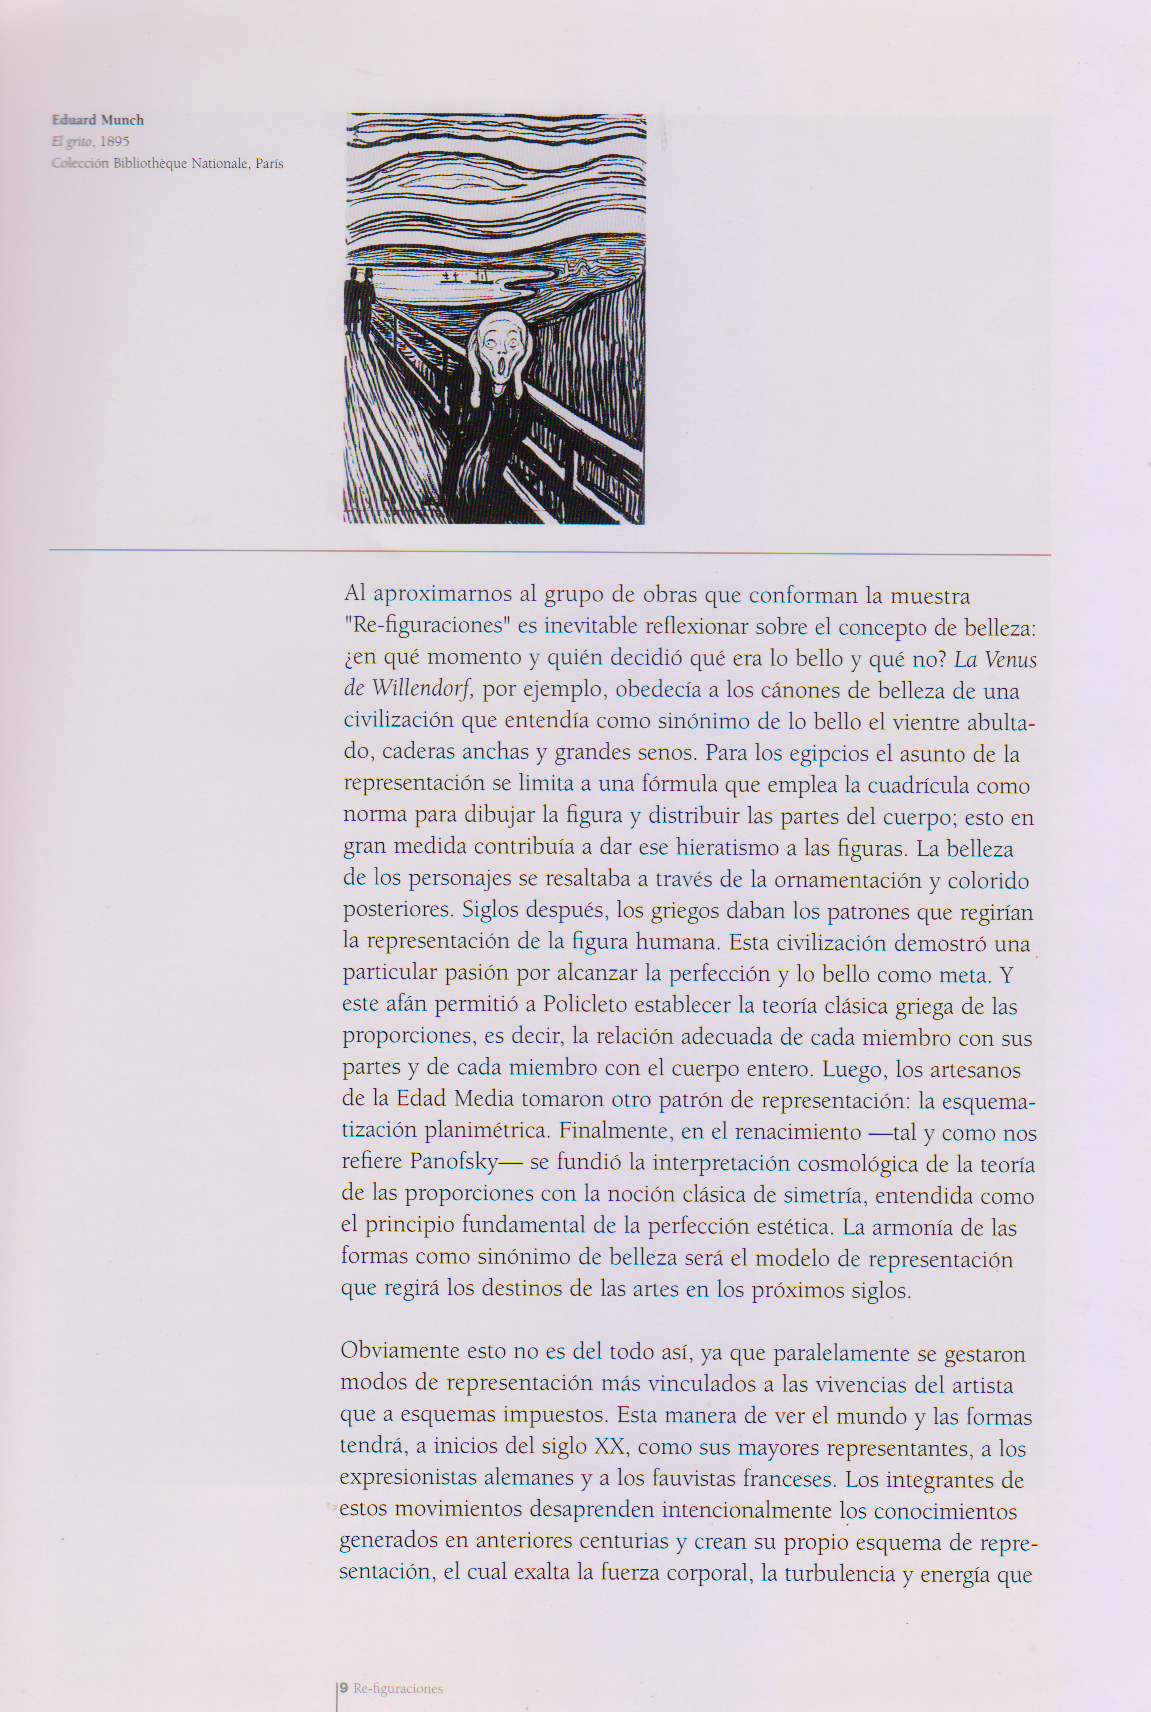 Eduard Munch
El grito, 1895
Colección Bibliothèque Nationale, París
Al aproximarnos al grupo de obras que conforman la muestra
"Re-figuraciones" es inevitable reflexionar sobre el concepto de belleza:
¿en qué momento y quién decidió qué era lo bello y qué no? La Venus
de Willendorf, por ejemplo, obedecía a los cánones de belleza de una
civilización que entendía como sinónimo de lo bello el vientre abulta-
do, caderas anchas y grandes senos. Para los egipcios el asunto de la
representación se limita a una fórmula que emplea la cuadrícula como
norma para dibujar la figura y distribuir las partes del cuerpo; esto en
gran medida contribuía a dar ese hieratismo a las figuras. La belleza
de los personajes se resaltaba a través de la ornamentación y colorido
posteriores. Siglos después, los griegos daban los patrones que regirían
la representación de la figura humana. Esta civilización demostró una
particular pasión por alcanzar la perfección y lo bello como meta. Y
este afán permitió a Policleto establecer la teoría clásica griega de las
proporciones, es decir, la relación adecuada de cada miembro con sus
partes y de cada miembro con el cuerpo entero. Luego, los artesanos
de la Edad Media tomaron otro patrón de representación: la esquema-
tización planimétrica. Finalmente, en el renacimiento —tal y como nos
refiere Panofsky— se fundió la interpretación cosmológica de la teoría
de las proporciones con la noción clásica de simetría, entendida como
el principio fundamental de la perfección estética. La armonía de las
formas como sinónimo de belleza será el modelo de representación
que regirá los destinos de las artes en los próximos siglos.
Obviamente esto no es del todo así, ya que paralelamente se gestaron
modos de representación más vinculados a las vivencias del artista
que a esquemas impuestos. Esta manera de ver el mundo y las formas
tendrá, a inicios del siglo XX, como sus mayores representantes, a los
expresionistas alemanes y a los fauvistas franceses. Los integrantes de
estos movimientos desaprenden intencionalmente los conocimientos
generados en anteriores centurias y crean su propio esquema de repre-
sentación, el cual exalta la fuerza corporal, la turbulencia y energía que
9 Re-figuraciones